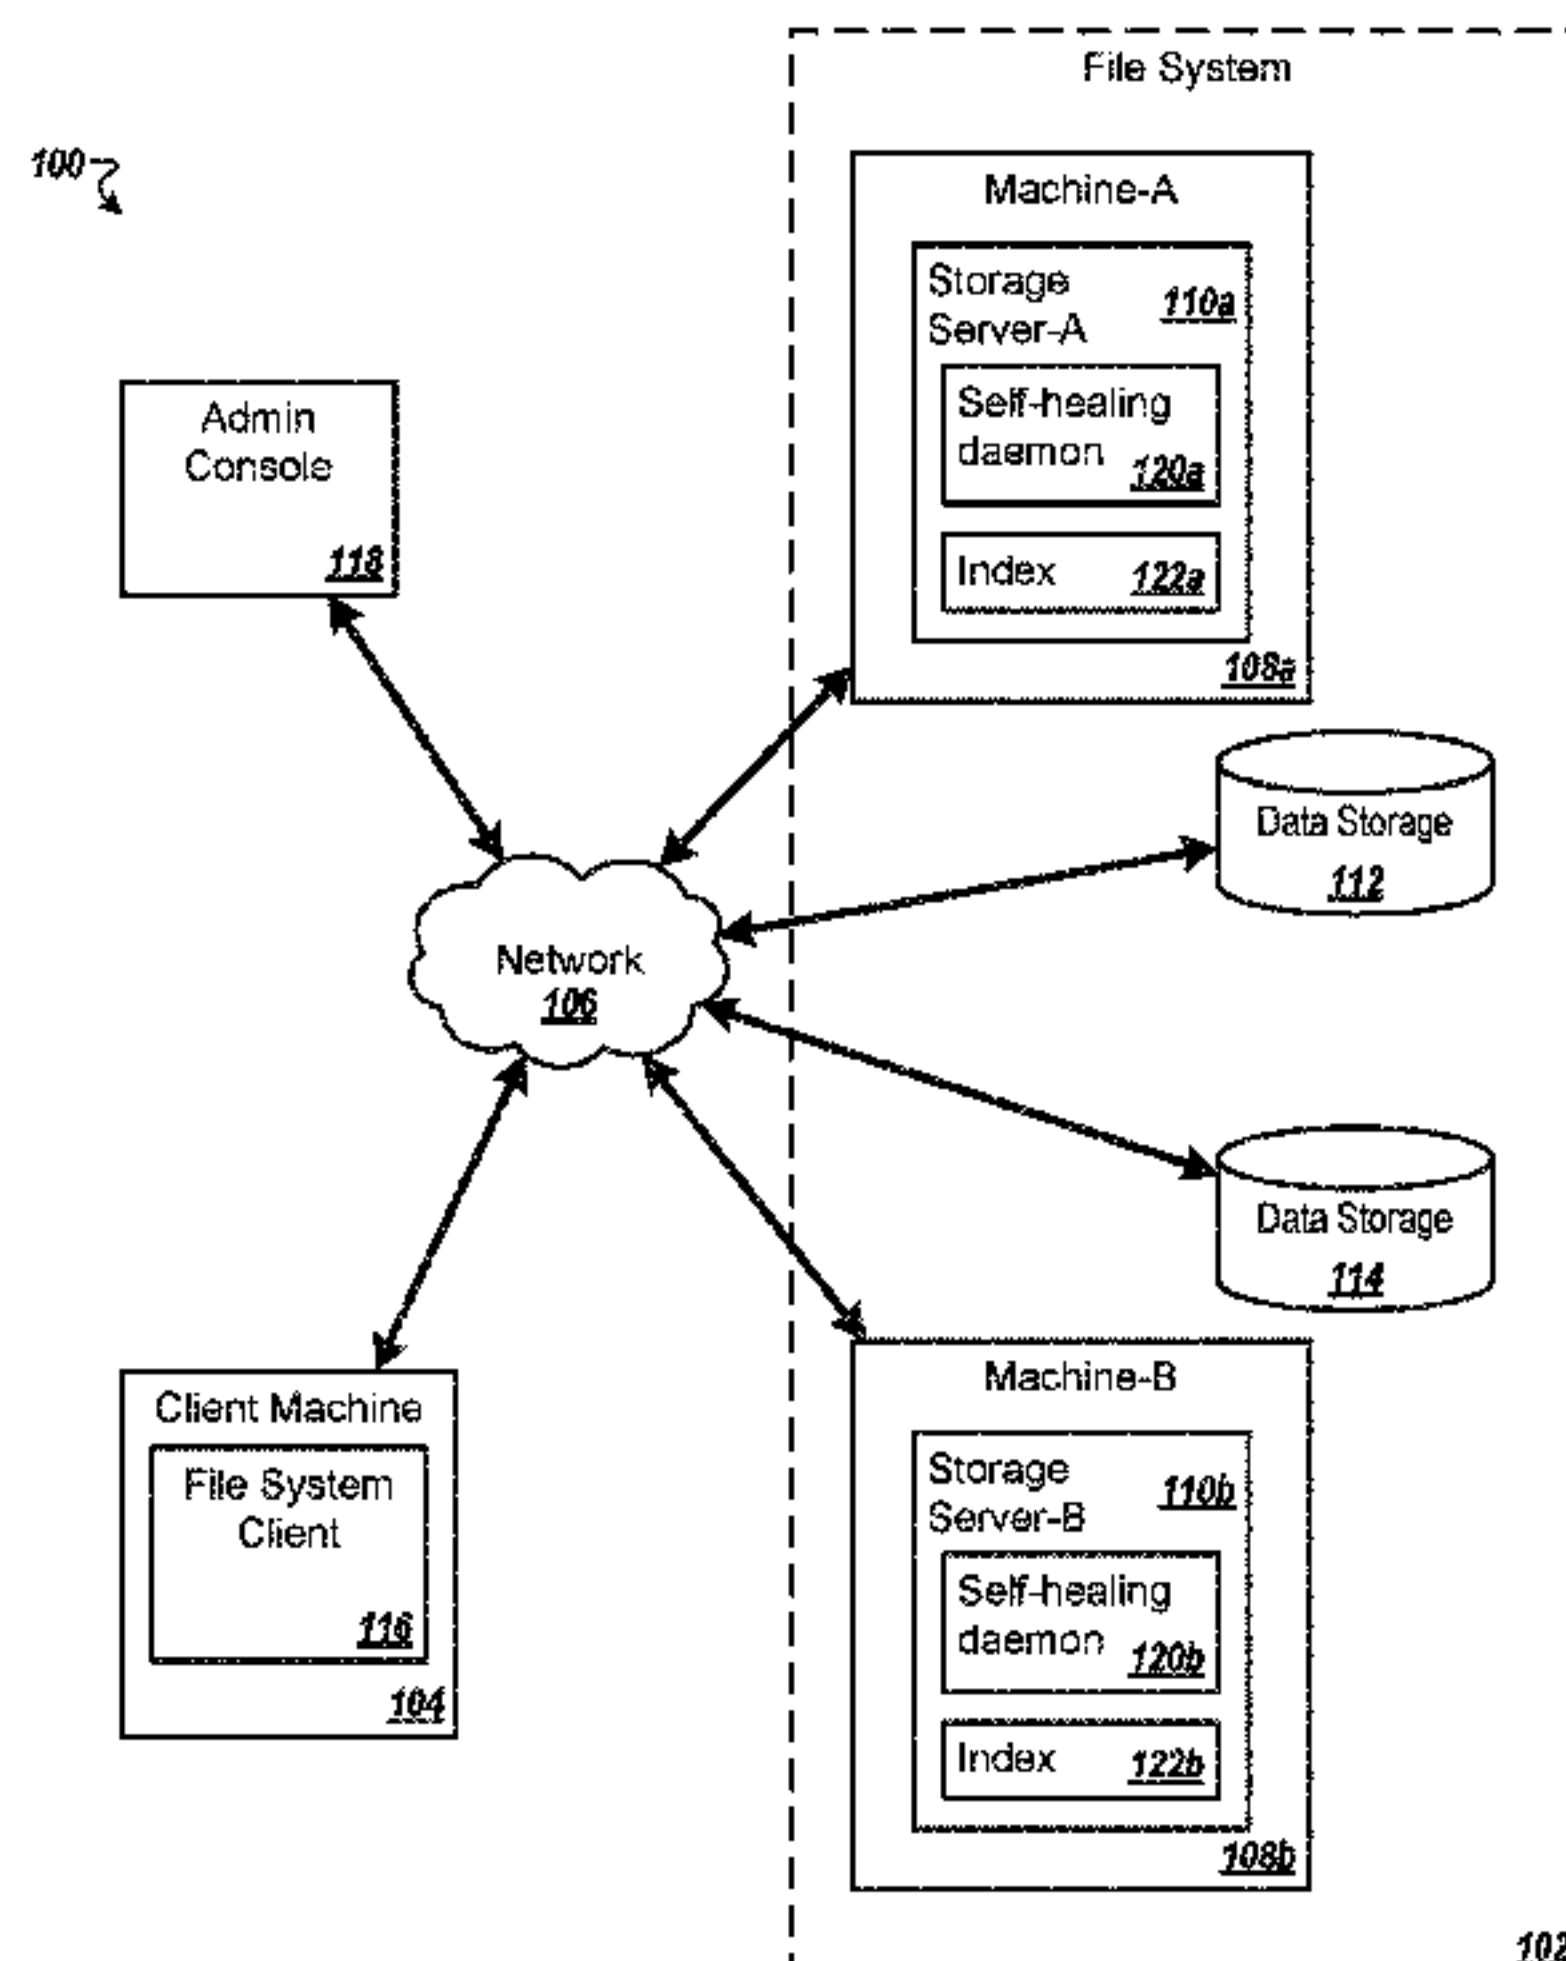 File System
100
Machine-A
Storage
Server-A
110a
Self-healing
daemon
120a
Index
122a
108a
Admin
Console
118
Data Storage
112
Network
106
Data Storage
114
Client Machine
File System
Client
116
104
Machine-B
Storage
Server-B
110b
Self-healing
daemon
120b
Index
122b
108b
102